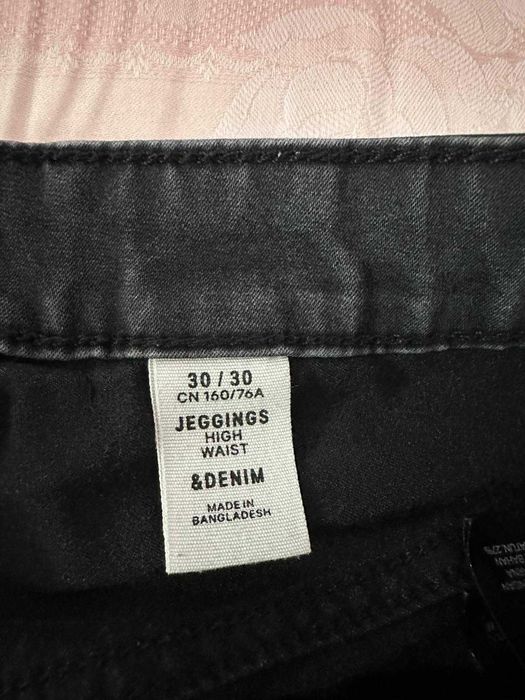 30 / 30
CN 160/76A
JEGGINGS
HIGH
WAIST
&DENIM
MADE IN
BANGLADESH